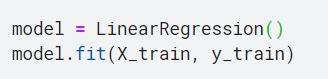 model = LinearRegression()
model.fit(X_train, y_train)